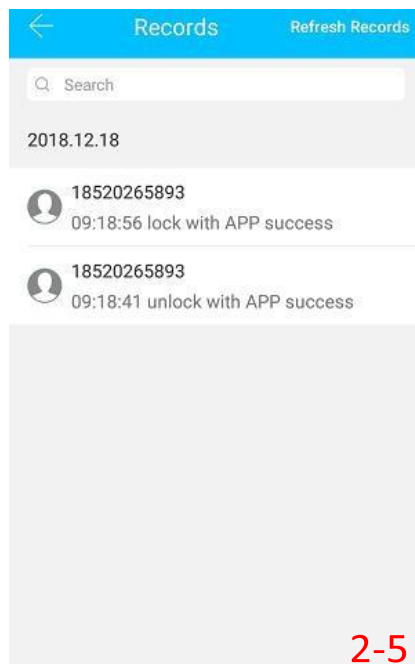 Records Refresh Records
Search
2018.12.18
18520265893
09:18:56 lock with APP success
18520265893
09:18:41 unlock with APP success
2-5